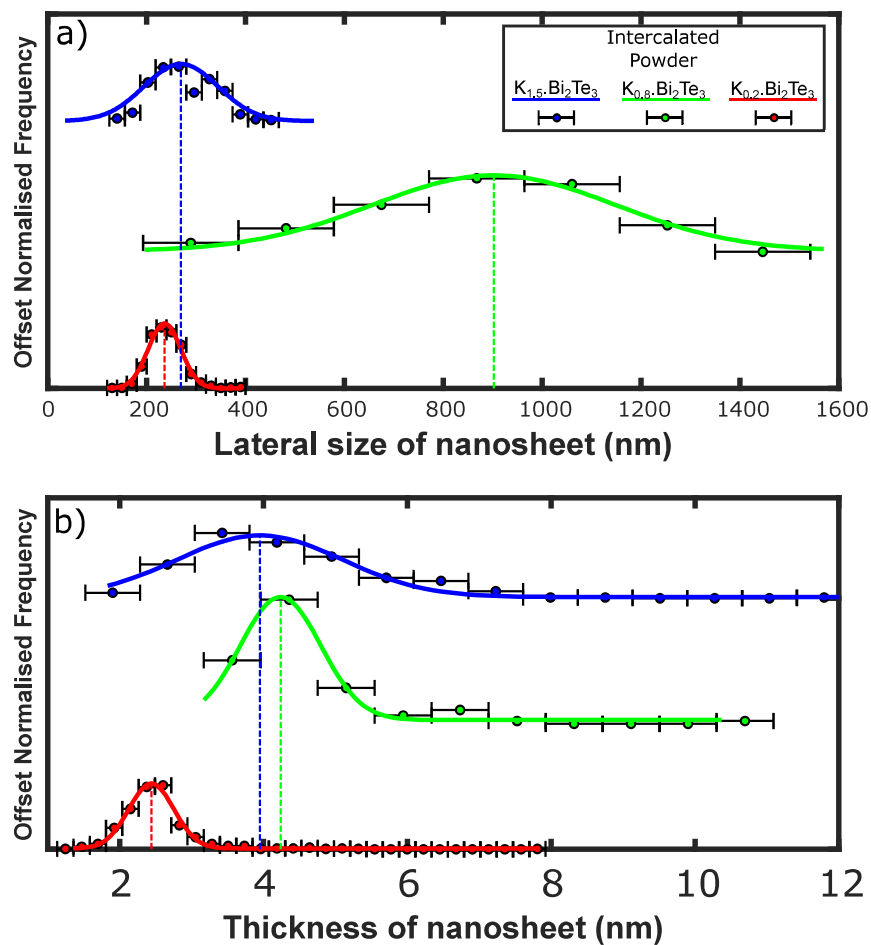 a)
Intercalated
Powder
K₁.₅.Bi₂Te₃ K₀.₈.Bi₂Te₃ K₀.₂.Bi₂Te₃
Offset Normalised Frequency
0 200 400 600 800 1000 1200 1400 1600
Lateral size of nanosheet (nm)
b)
Offset Normalised Frequency
2 4 6 8 10 12
Thickness of nanosheet (nm)